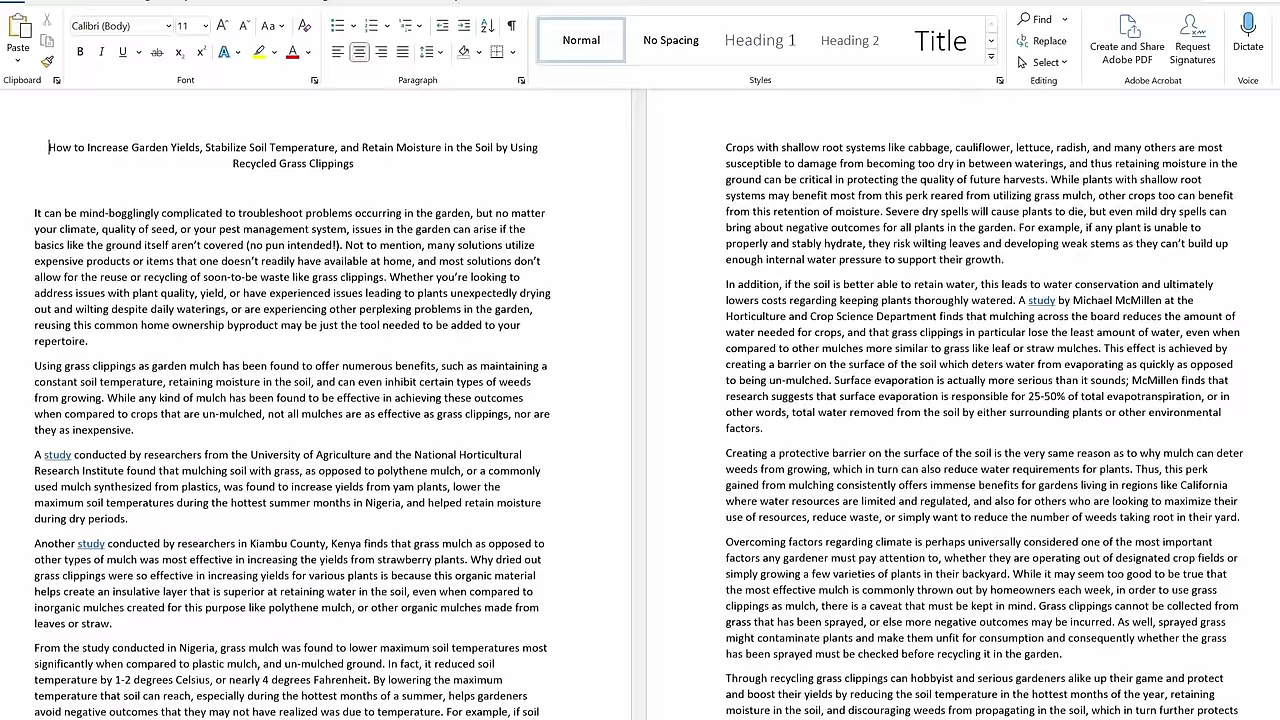 Calibri (Body) 11 Aa
Paste
B I U ab x₂ x² A A
Clipboard Font Paragraph Styles Editing Adobe Acrobat Voice
Normal No Spacing Heading 1 Heading 2 Title
Find
Replace
Select
Create and Share Adobe PDF
Request Signatures
Dictate
How to Increase Garden Yields, Stabilize Soil Temperature, and Retain Moisture in the Soil by Using
Recycled Grass Clippings
It can be mind-bogglingly complicated to troubleshoot problems occurring in the garden, but no matter
your climate, quality of seed, or your pest management system, issues in the garden can arise if the
basics like the ground itself aren't covered (no pun intended!). Not to mention, many solutions utilize
expensive products or items that one doesn't readily have available at home, and most solutions don't
allow for the reuse or recycling of soon-to-be waste like grass clippings. Whether you're looking to
address issues with plant quality, yield, or have experienced issues leading to plants unexpectedly drying
out and wilting despite daily waterings, or are experiencing other perplexing problems in the garden,
reusing this common home ownership byproduct may be just the tool needed to be added to your
repertoire.
Using grass clippings as garden mulch has been found to offer numerous benefits, such as maintaining a
constant soil temperature, retaining moisture in the soil, and can even inhibit certain types of weeds
from growing. While any kind of mulch has been found to be effective in achieving these outcomes
when compared to crops that are un-mulched, not all mulches are as effective as grass clippings, nor are
they as inexpensive.
A study conducted by researchers from the University of Agriculture and the National Horticultural
Research Institute found that mulching soil with grass, as opposed to polythene mulch, or a commonly
used mulch synthesized from plastics, was found to increase yields from yam plants, lower the
maximum soil temperatures during the hottest summer months in Nigeria, and helped retain moisture
during dry periods.
Another study conducted by researchers in Kiambu County, Kenya finds that grass mulch as opposed to
other types of mulch was most effective in increasing the yields from strawberry plants. Why dried out
grass clippings were so effective in increasing yields for various plants is because this organic material
helps create an insulative layer that is superior at retaining water in the soil, even when compared to
inorganic mulches created for this purpose like polythene mulch, or other organic mulches made from
leaves or straw.
From the study conducted in Nigeria, grass mulch was found to lower maximum soil temperatures most
significantly when compared to plastic mulch, and un-mulched ground. In fact, it reduced soil
temperature by 1-2 degrees Celsius, or nearly 4 degrees Fahrenheit. By lowering the maximum
temperature that soil can reach, especially during the hottest months of a summer, helps gardeners
avoid negative outcomes that they may not have realized was due to temperature. For example, if soil
Crops with shallow root systems like cabbage, cauliflower, lettuce, radish, and many others are most
susceptible to damage from becoming too dry in between waterings, and thus retaining moisture in the
ground can be critical in protecting the quality of future harvests. While plants with shallow root
systems may benefit most from this perk reared from utilizing grass mulch, other crops too can benefit
from this retention of moisture. Severe dry spells will cause plants to die, but even mild dry spells can
bring about negative outcomes for all plants in the garden. For example, if any plant is unable to
properly and stably hydrate, they risk wilting leaves and developing weak stems as they can't build up
enough internal water pressure to support their growth.
In addition, if the soil is better able to retain water, this leads to water conservation and ultimately
lowers costs regarding keeping plants thoroughly watered. A study by Michael McMillen at the
Horticulture and Crop Science Department finds that mulching across the board reduces the amount of
water needed for crops, and that grass clippings in particular lose the least amount of water, even when
compared to other mulches more similar to grass like leaf or straw mulches. This effect is achieved by
creating a barrier on the surface of the soil which deters water from evaporating as quickly as opposed
to being un-mulched. Surface evaporation is actually more serious than it sounds; McMillen finds that
research suggests that surface evaporation is responsible for 25-50% of total evapotranspiration, or in
other words, total water removed from the soil by either surrounding plants or other environmental
factors.
Creating a protective barrier on the surface of the soil is the very same reason as to why mulch can deter
weeds from growing, which in turn can also reduce water requirements for plants. Thus, this perk
gained from mulching consistently offers immense benefits for gardens living in regions like California
where water resources are limited and regulated, and also for others who are looking to maximize their
use of resources, reduce waste, or simply want to reduce the number of weeds taking root in their yard.
Overcoming factors regarding climate is perhaps universally considered one of the most important
factors any gardener must pay attention to, whether they are operating out of designated crop fields or
simply growing a few varieties of plants in their backyard. While it may seem too good to be true that
the most effective mulch is commonly thrown out by homeowners each week, in order to use grass
clippings as mulch, there is a caveat that must be kept in mind. Grass clippings cannot be collected from
grass that has been sprayed, or else more negative outcomes may be incurred. As well, sprayed grass
might contaminate plants and make them unfit for consumption and consequently whether the grass
has been sprayed must be checked before recycling it in the garden.
Through recycling grass clippings can hobbyist and serious gardeners alike up their game and protect
and boost their yields by reducing the soil temperature in the hottest months of the year, retaining
moisture in the soil, and discouraging weeds from propagating in the soil, which in turn further protects